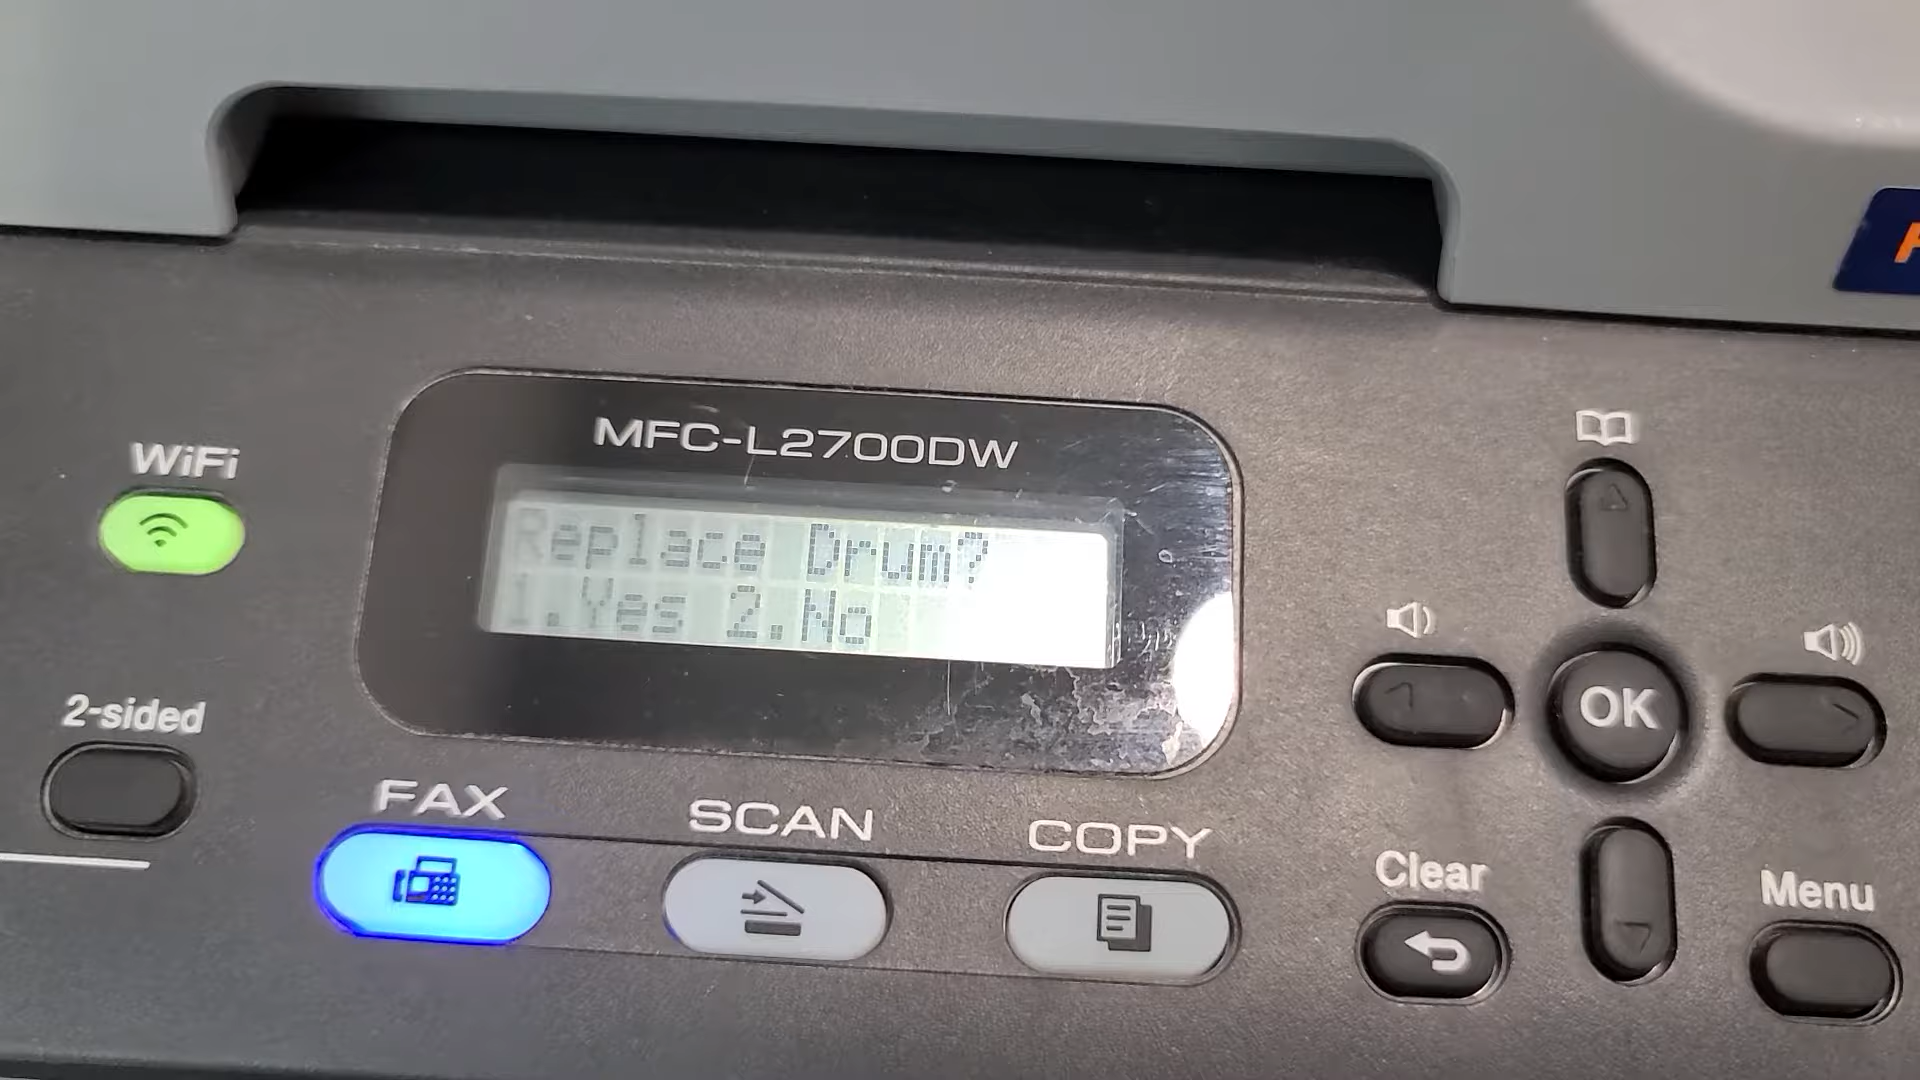 MFC-L2700DW
WiFi
Replace Drum?
1.Yes 2.No
OK
2-sided
FAX
SCAN
COPY
Clear
Menu